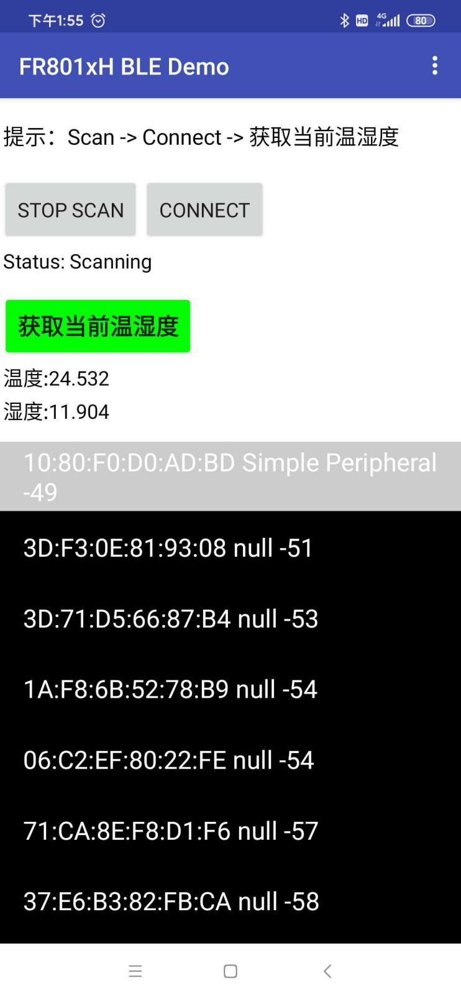 下午1:55
HD 4G 80
FR801xH BLE Demo
提示：Scan -> Connect -> 获取当前温湿度
STOP SCAN CONNECT
Status: Scanning
获取当前温湿度
温度:24.532
湿度:11.904
10:80:F0:D0:AD:BD Simple Peripheral
-49
3D:F3:0E:81:93:08 null -51
3D:71:D5:66:87:B4 null -53
1A:F8:6B:52:78:B9 null -54
06:C2:EF:80:22:FE null -54
71:CA:8E:F8:D1:F6 null -57
37:E6:B3:82:FB:CA null -58